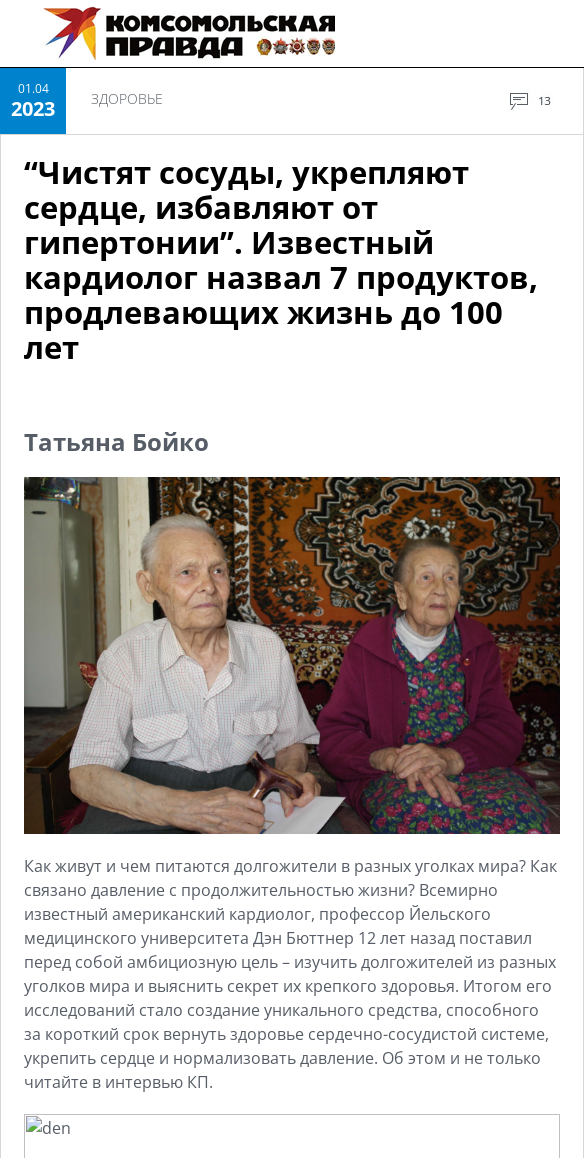 КОМСОМОЛЬСКАЯ
ПРАВДА
01.04
2023
ЗДОРОВЬЕ
13
“Чистят сосуды, укрепляют
сердце, избавляют от
гипертонии”. Известный
кардиолог назвал 7 продуктов,
продлевающих жизнь до 100
лет
Татьяна Бойко
Как живут и чем питаются долгожители в разных уголках мира? Как
связано давление с продолжительностью жизни? Всемирно
известный американский кардиолог, профессор Йельского
медицинского университета Дэн Бюттнер 12 лет назад поставил
перед собой амбициозную цель – изучить долгожителей из разных
уголков мира и выяснить секрет их крепкого здоровья. Итогом его
исследований стало создание уникального средства, способного
за короткий срок вернуть здоровье сердечно-сосудистой системе,
укрепить сердце и нормализовать давление. Об этом и не только
читайте в интервью КП.
den